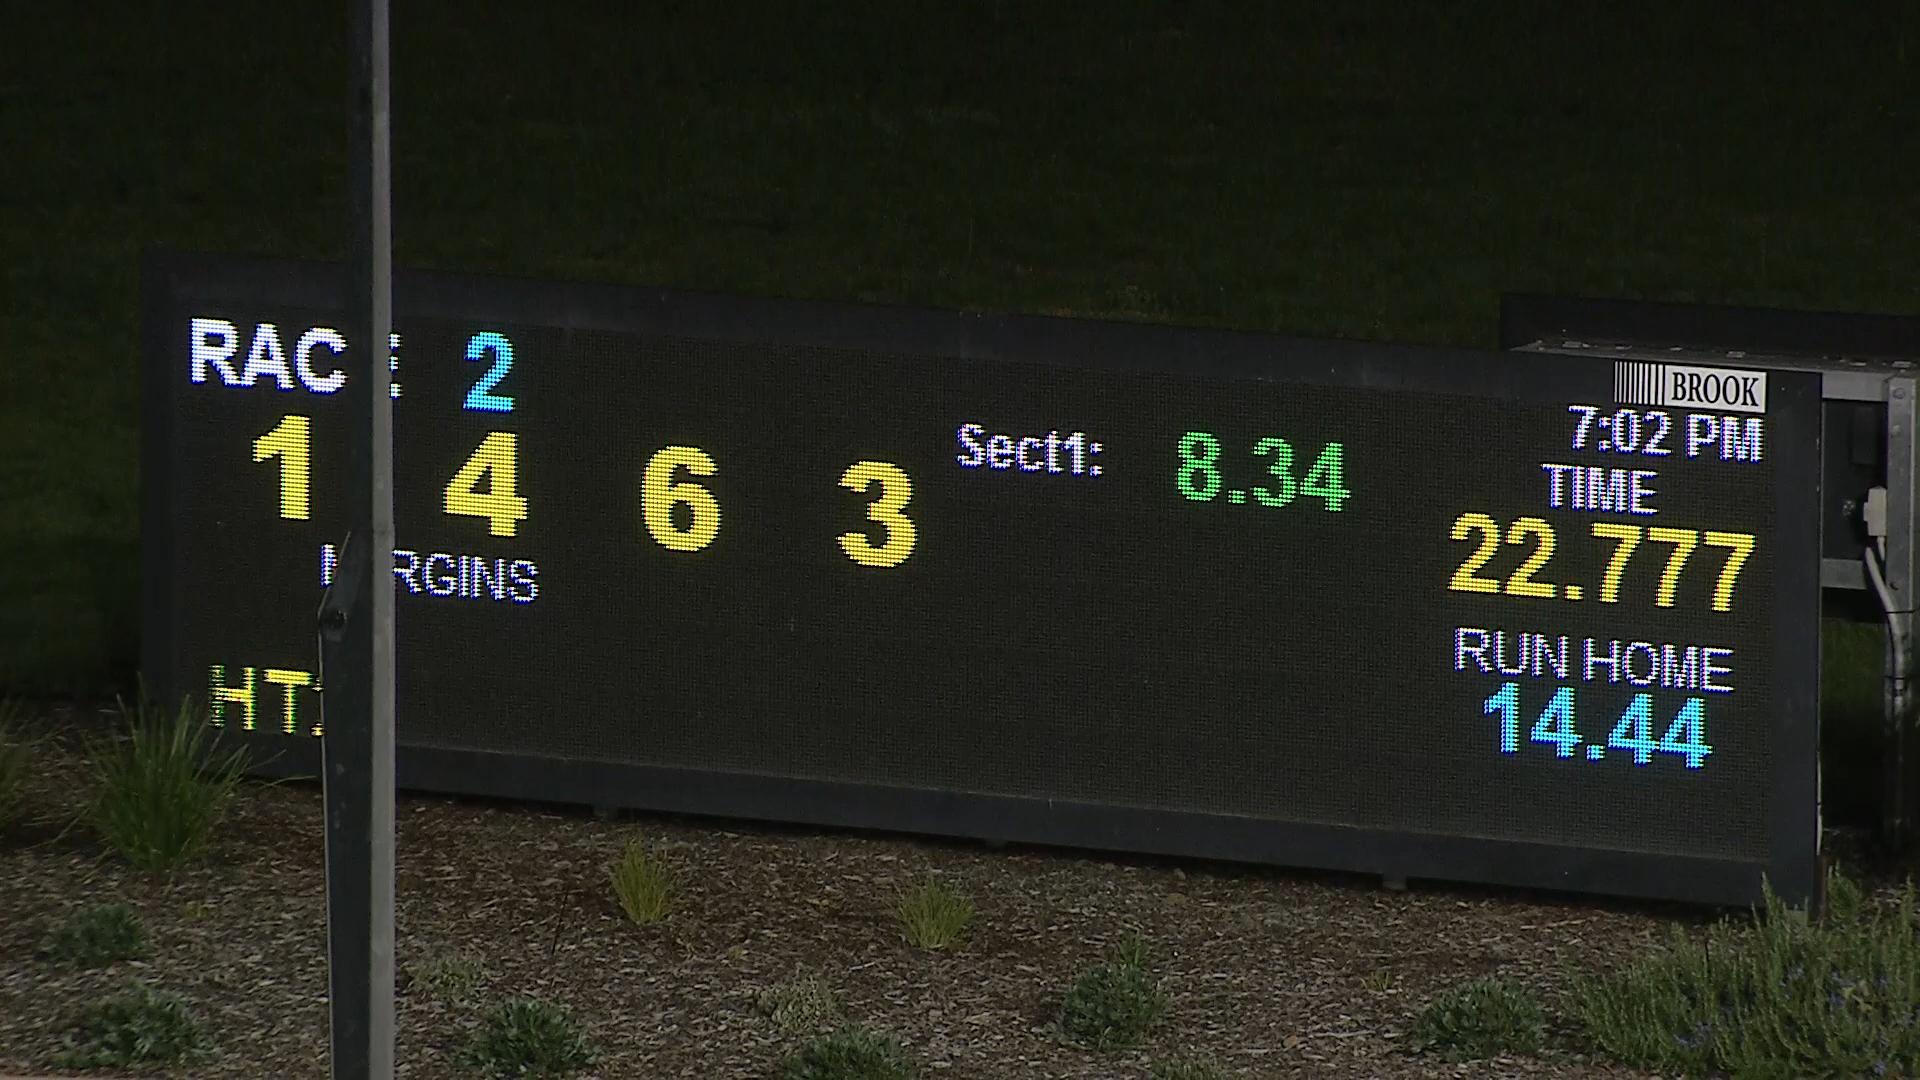 BROOK
RAC : 2
7:02 PM
1 4 6 3
Sect1: 8.34
TIME
22.777
RGINS
RUN HOME
14.44
HT: